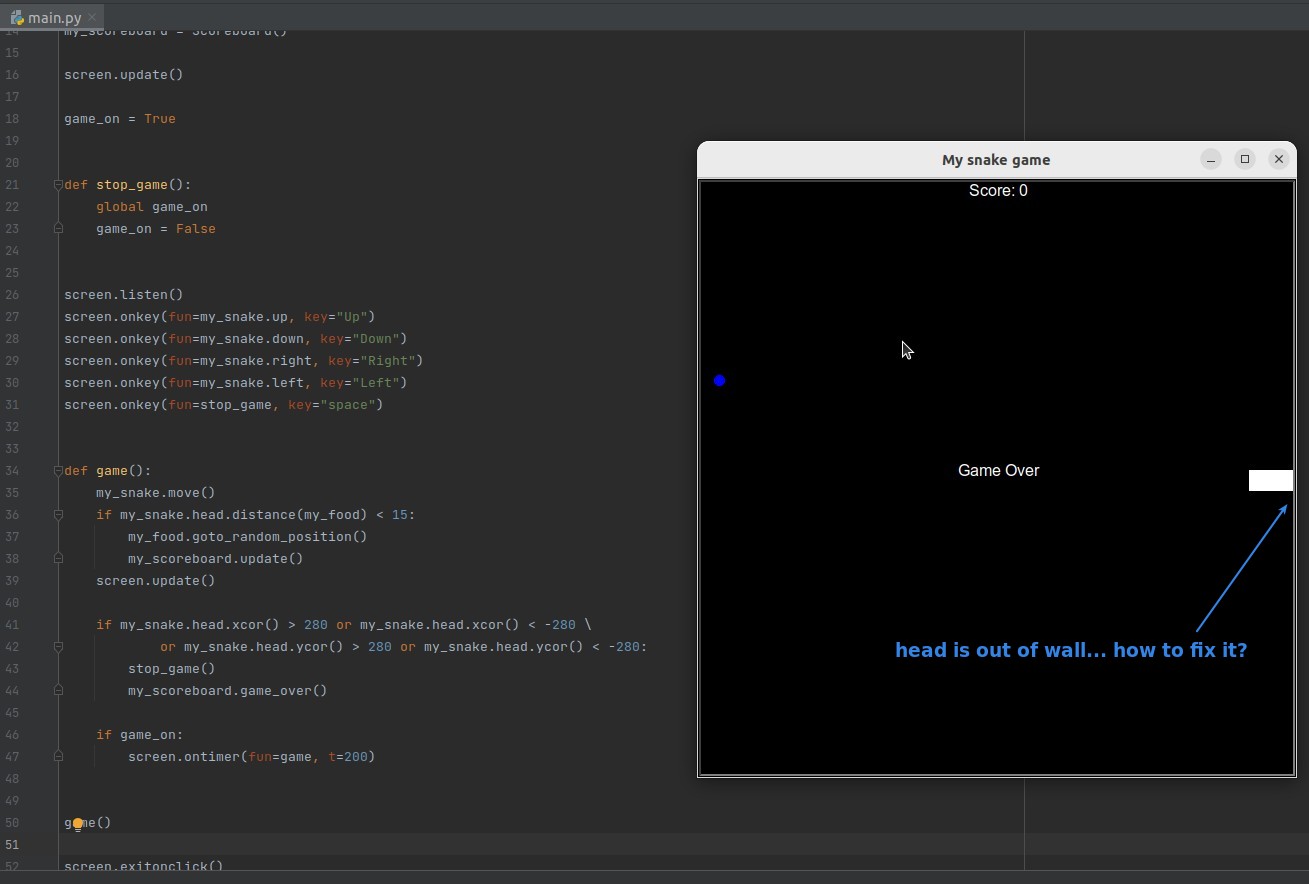 main.py
14 my_scoreboard = Scoreboard()
15
16 screen.update()
17
18 game_on = True
19
20
21 def stop_game():
22     global game_on
23     game_on = False
24
25
26 screen.listen()
27 screen.onkey(fun=my_snake.up, key="Up")
28 screen.onkey(fun=my_snake.down, key="Down")
29 screen.onkey(fun=my_snake.right, key="Right")
30 screen.onkey(fun=my_snake.left, key="Left")
31 screen.onkey(fun=stop_game, key="space")
32
33
34 def game():
35     my_snake.move()
36     if my_snake.head.distance(my_food) < 15:
37         my_food.goto_random_position()
38         my_scoreboard.update()
39     screen.update()
40
41     if my_snake.head.xcor() > 280 or my_snake.head.xcor() < -280 \
42             or my_snake.head.ycor() > 280 or my_snake.head.ycor() < -280:
43         stop_game()
44         my_scoreboard.game_over()
45
46     if game_on:
47         screen.ontimer(fun=game, t=200)
48
49
50 game()
51
52 screen.exitonclick()
My snake game
Score: 0
Game Over
head is out of wall... how to fix it?